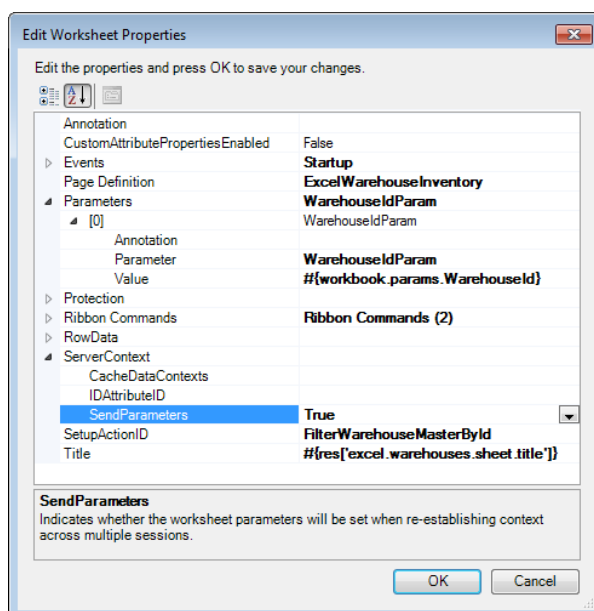 Edit Worksheet Properties
Edit the properties and press OK to save your changes.
Annotation
CustomAttributePropertiesEnabled False
Events Startup
Page Definition ExcelWarehouseInventory
Parameters WarehouseIdParam
[0] WarehouseIdParam
Annotation
Parameter WarehouseIdParam
Value #{workbook.params.WarehouseId}
Protection
Ribbon Commands Ribbon Commands (2)
RowData
ServerContext
CacheDataContexts
IDAttributeID
SendParameters True
SetupActionID FilterWarehouseMasterById
Title #{res['excel.warehouses.sheet.title']}
SendParameters
Indicates whether the worksheet parameters will be set when re-establishing context
across multiple sessions.
OK Cancel